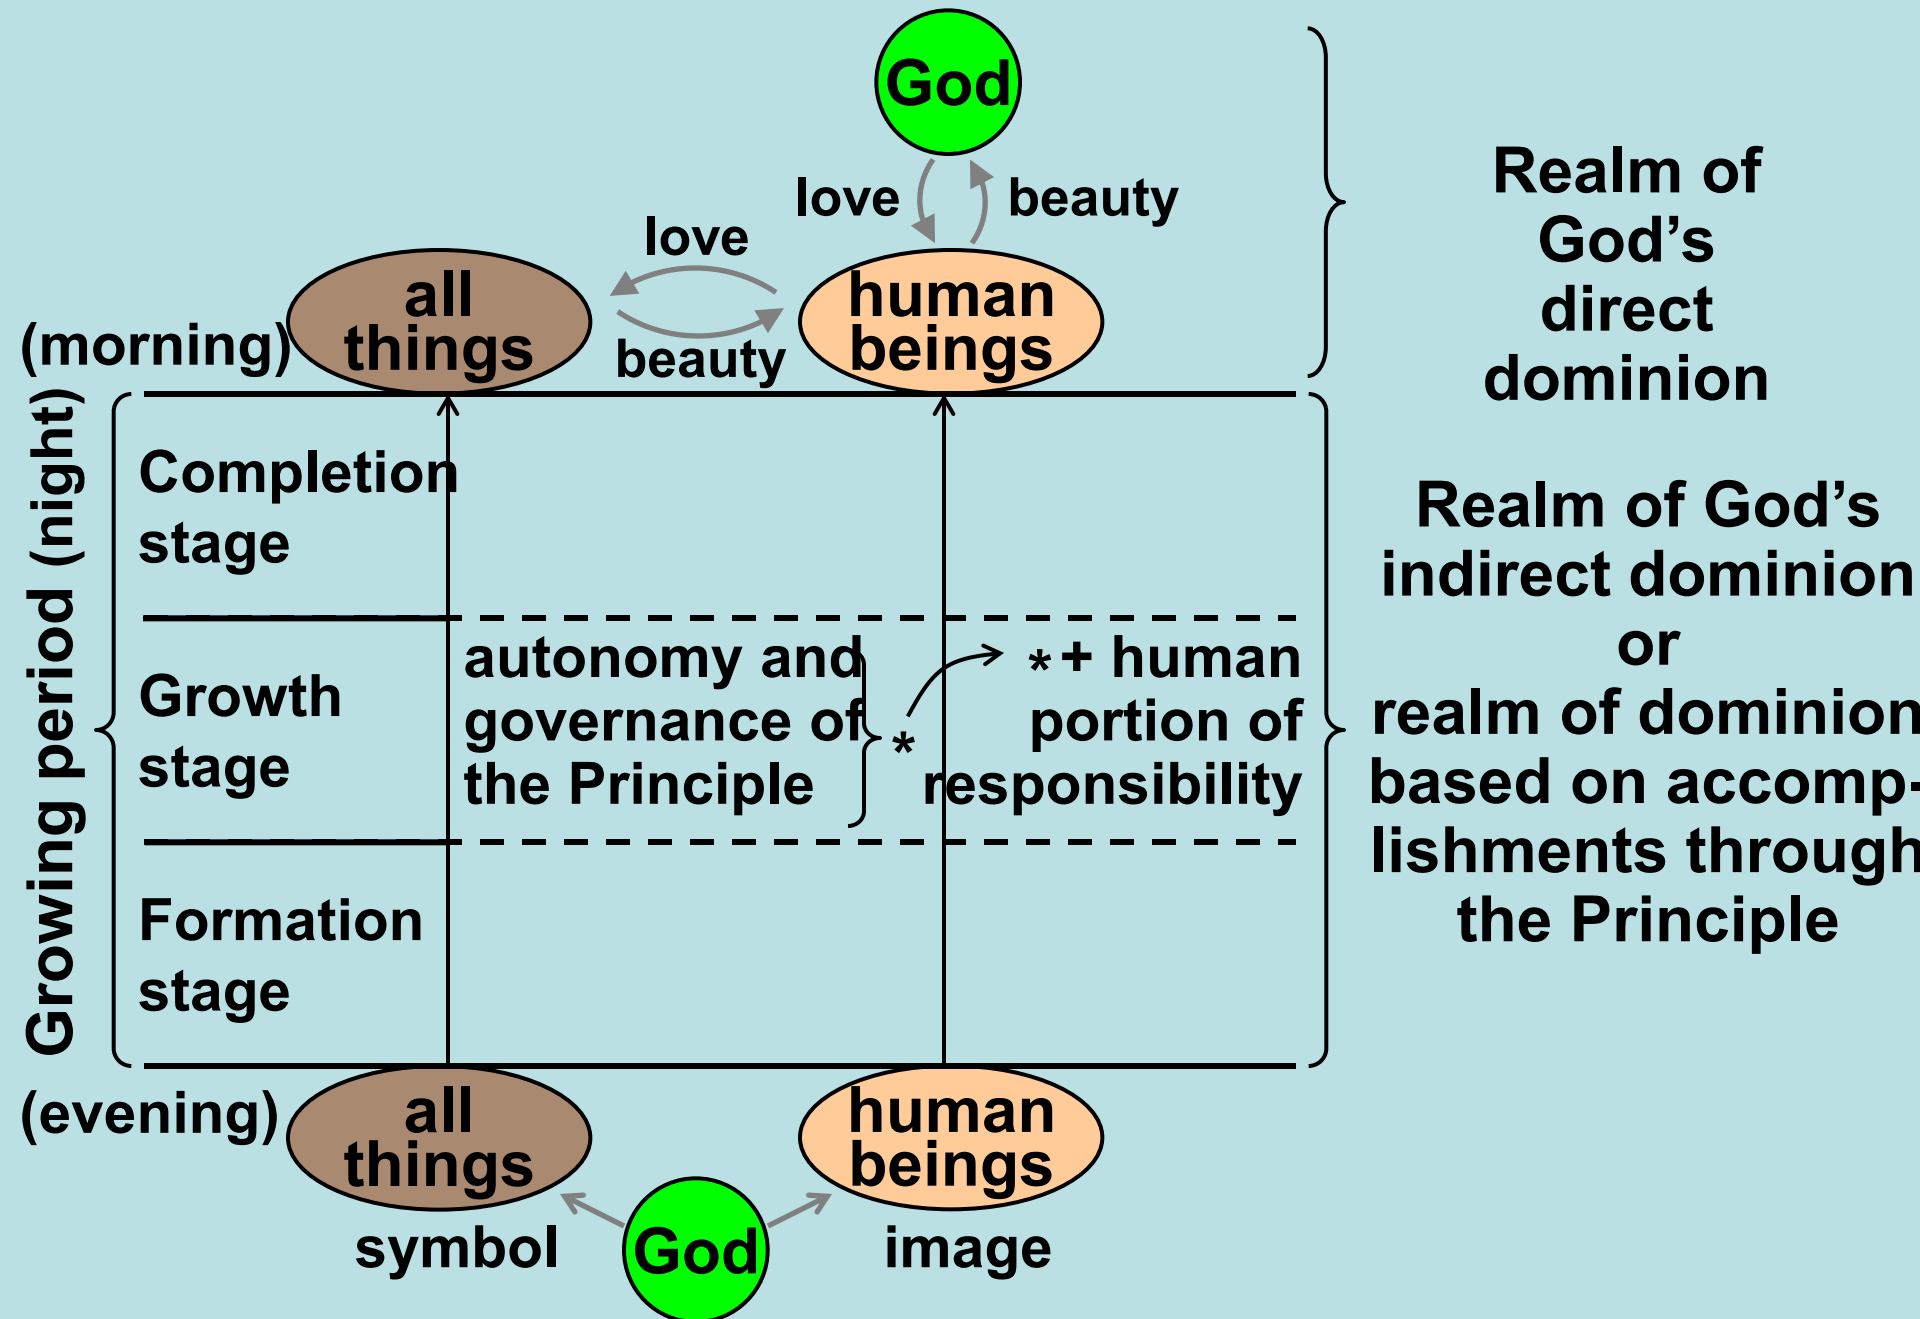 God
love
beauty
love
all
things
human
beings
beauty
(morning)
Realm of
God’s
direct
dominion
Growing period (night)
Completion
stage
Growth
stage
Formation
stage
autonomy and
governance of
the Principle
*
* + human
portion of
responsibility
Realm of God’s
indirect dominion
or
realm of dominion
based on accomp-
lishments through
the Principle
(evening)
all
things
human
beings
symbol
God
image